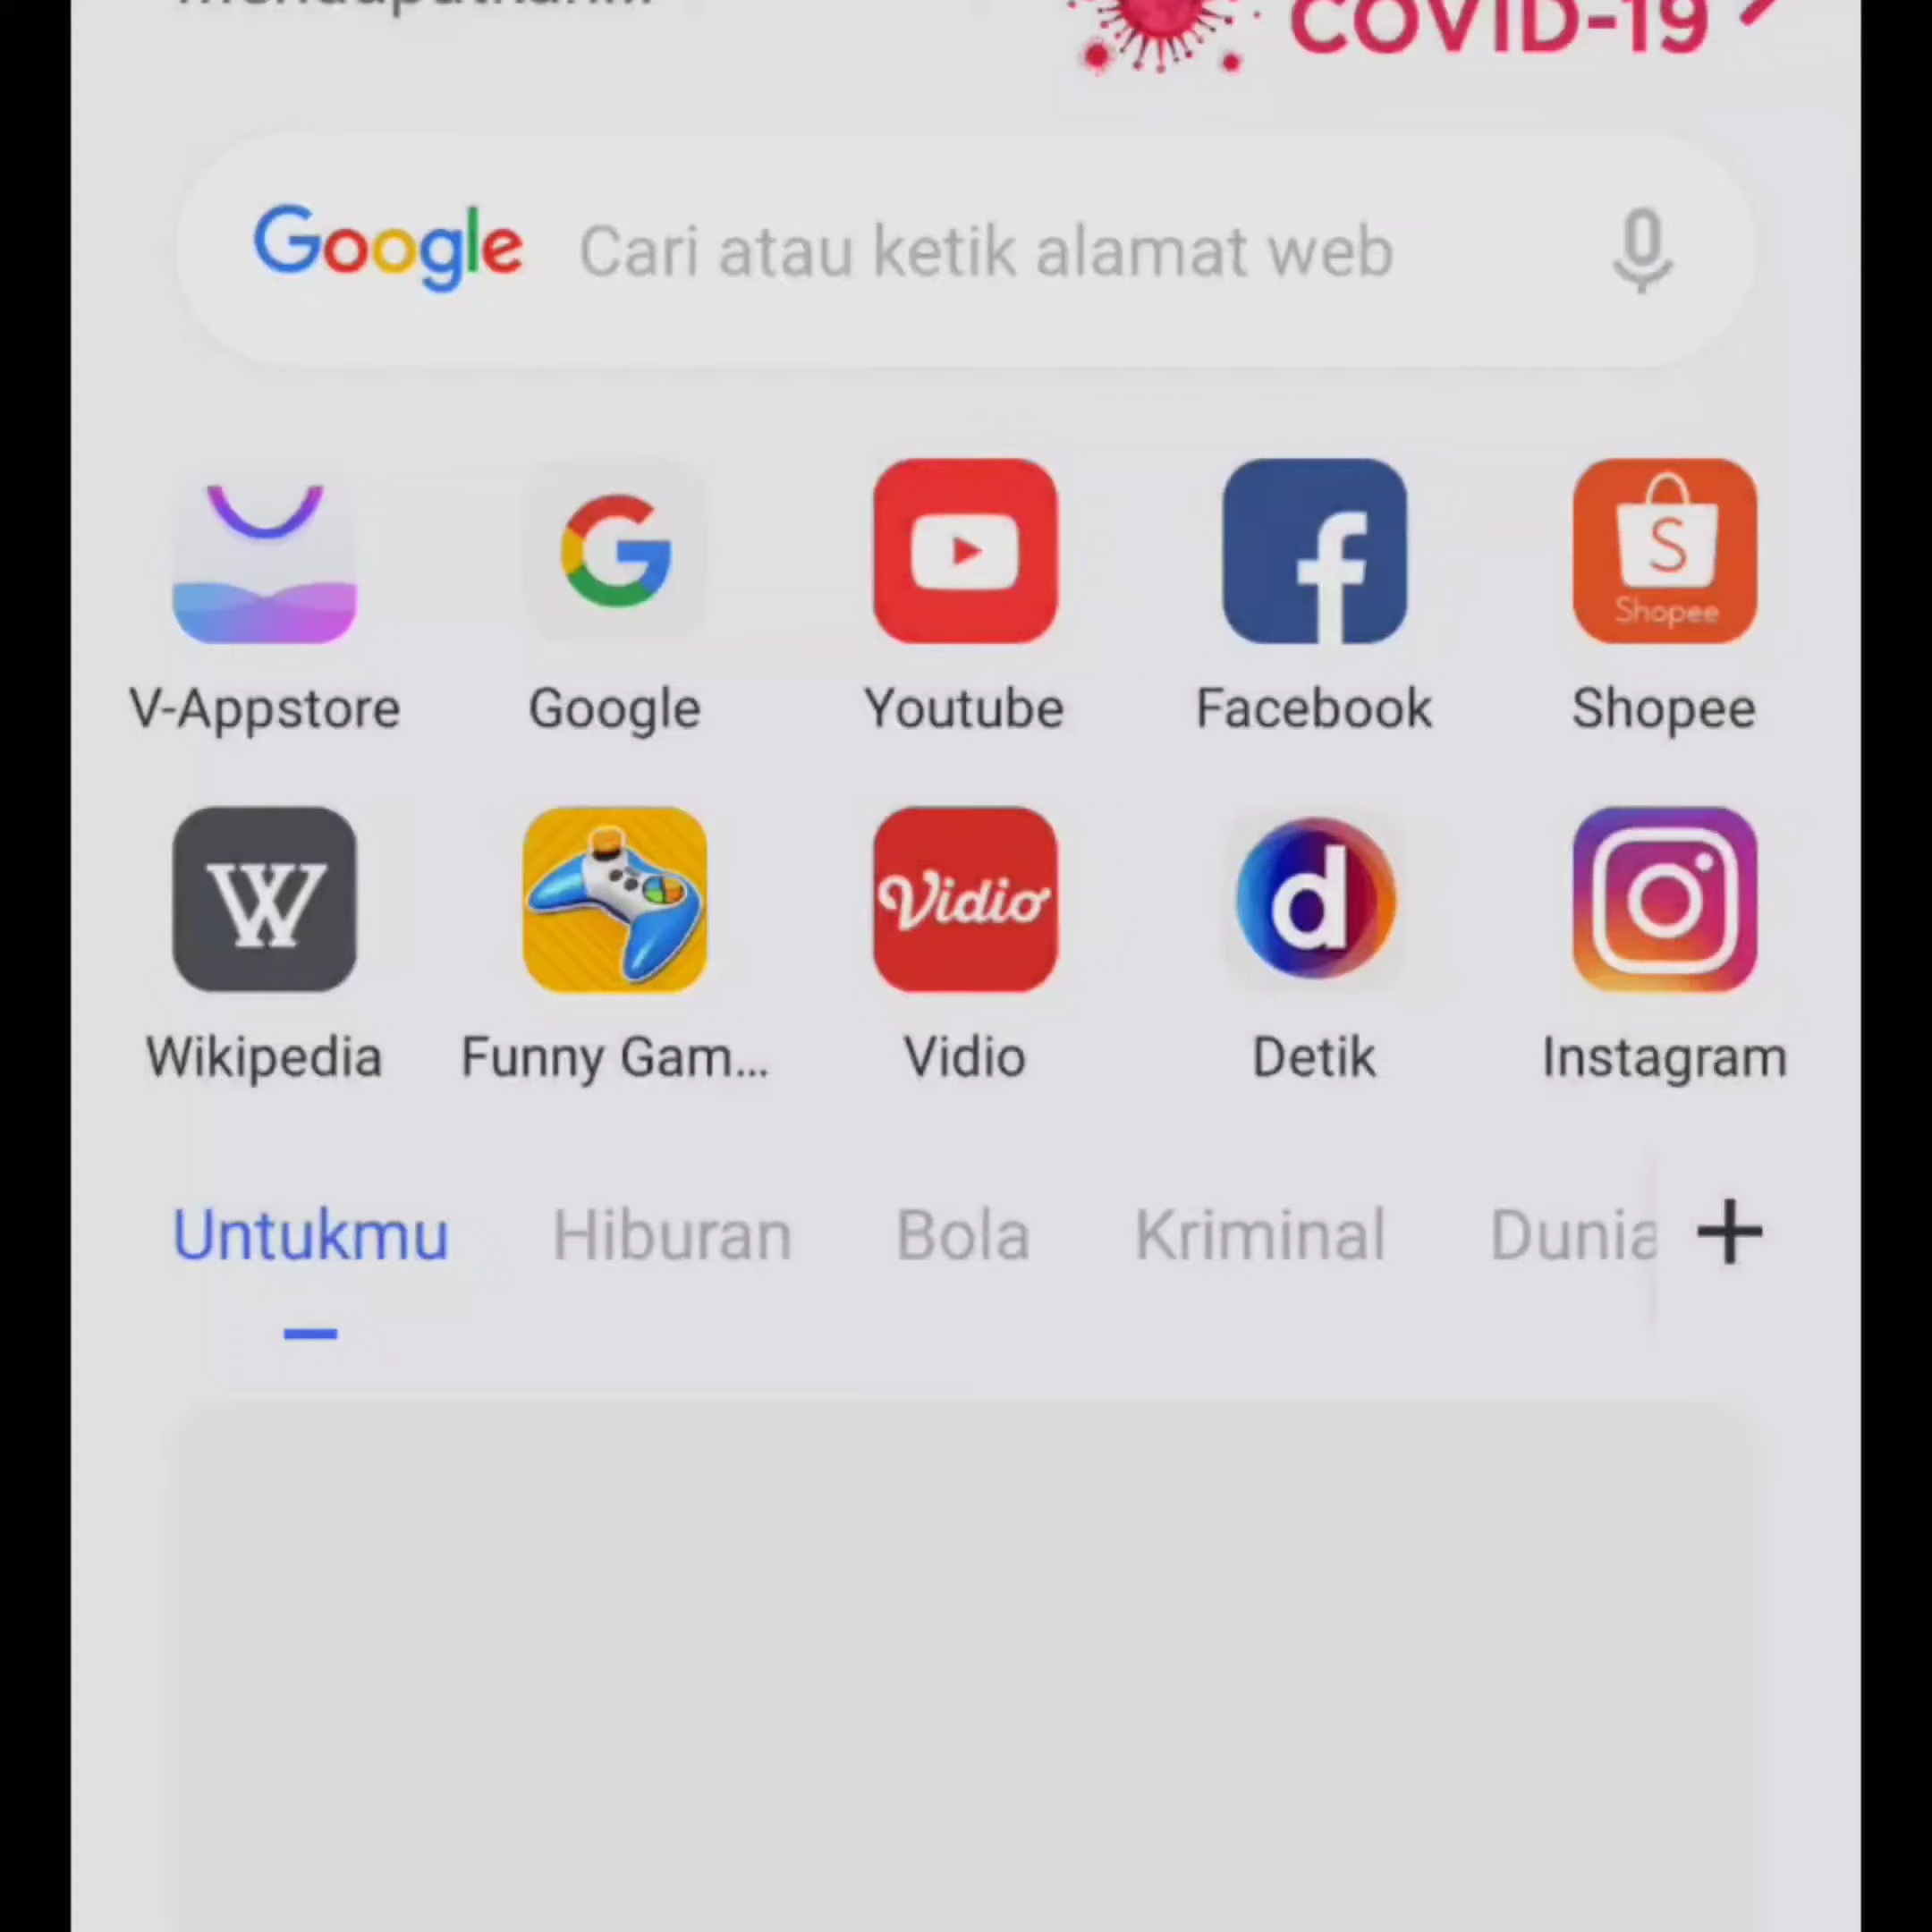 COVID-19
Google Cari atau ketik alamat web
Shopee
V-Appstore Google Youtube Facebook Shopee
W Vidio d
Wikipedia Funny Gam... Vidio Detik Instagram
Untukmu Hiburan Bola Kriminal Dunia